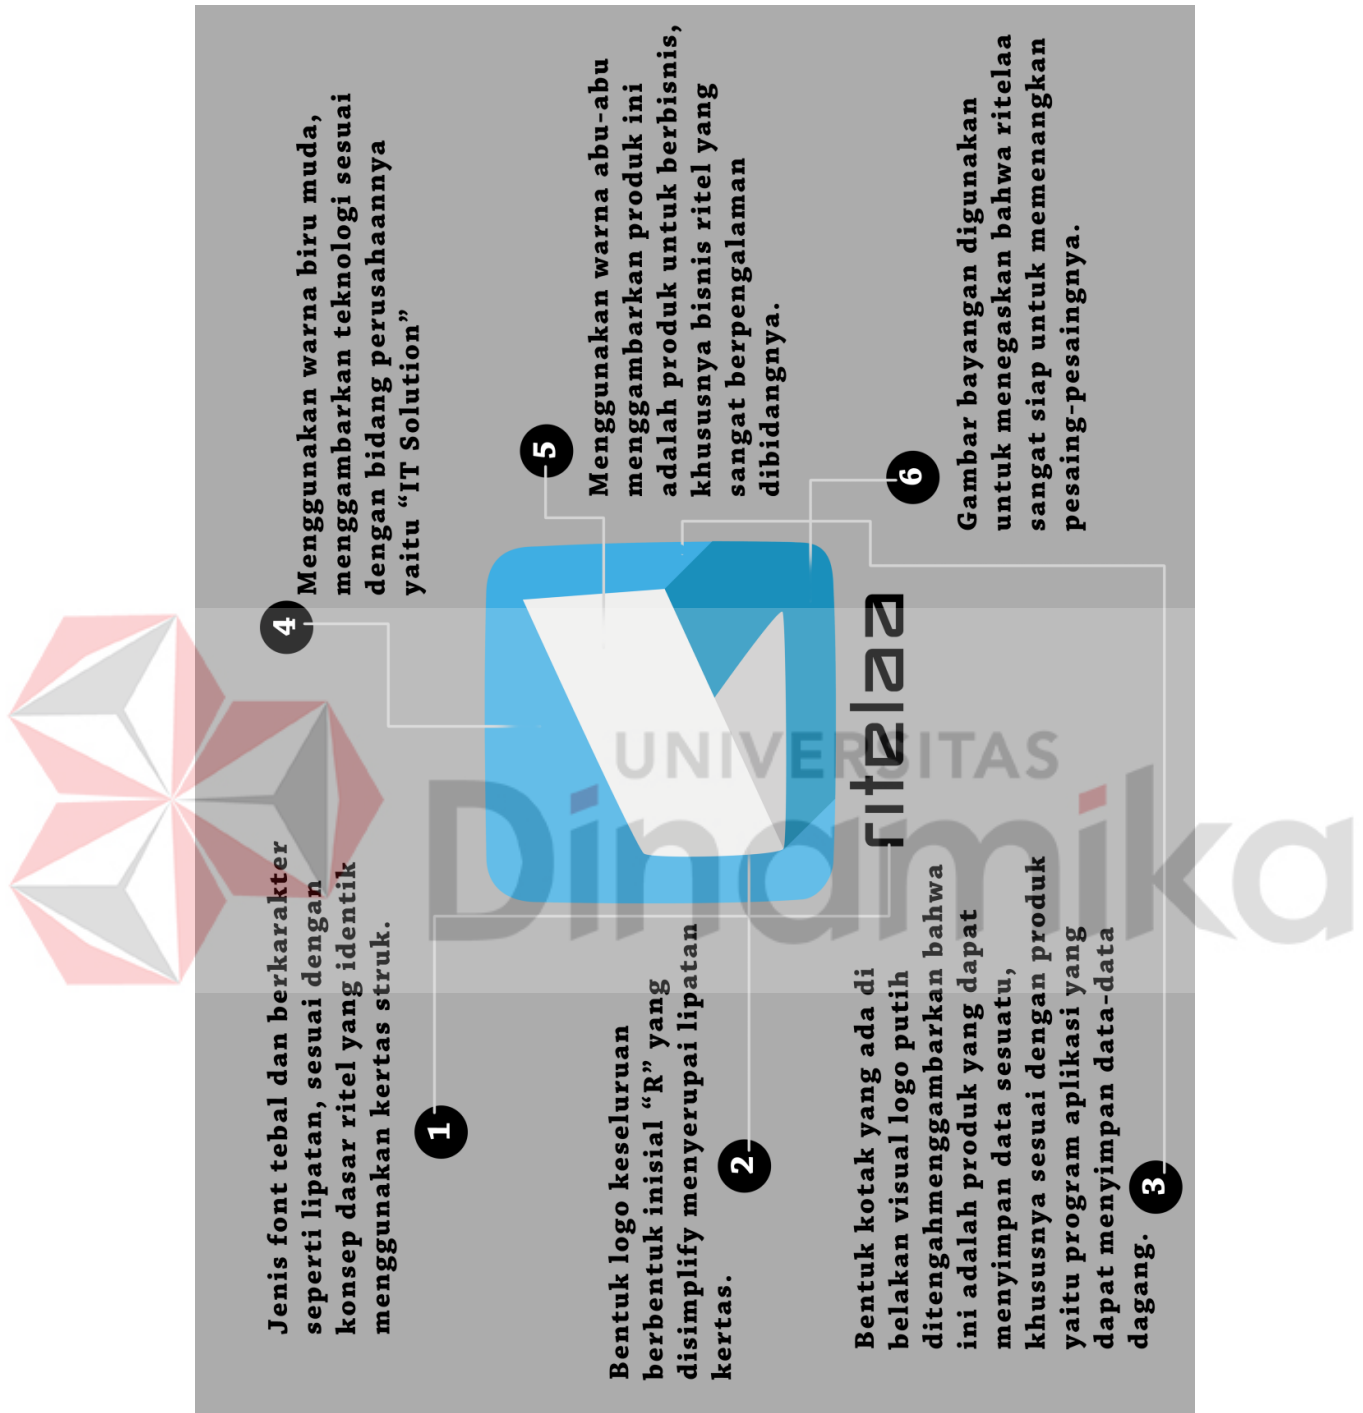 1
Jenis font tebal dan berkarakter
seperti lipatan, sesuai dengan
konsep dasar ritel yang identik
menggunakan kertas struk.
2
Bentuk logo keseluruan
berbentuk inisial “R” yang
disimplify menyerupai lipatan
kertas.
3
Bentuk kotak yang ada di
belakan visual logo putih
ditengahmenggambarkan bahwa
ini adalah produk yang dapat
menyimpan data sesuatu,
khususnya sesuai dengan produk
yaitu program aplikasi yang
dapat menyimpan data-data
dagang.
ritelaa
4
Menggunakan warna biru muda,
menggambarkan teknologi sesuai
dengan bidang perusahaannya
yaitu “IT Solution”
5
Menggunakan warna abu-abu
menggambarkan produk ini
adalah produk untuk berbisnis,
khususnya bisnis ritel yang
sangat berpengalaman
dibidangnya.
6
Gambar bayangan digunakan
untuk menegaskan bahwa ritelaa
sangat siap untuk memenangkan
pesaing-pesaingnya.
UNIVERSITAS
Dinamika